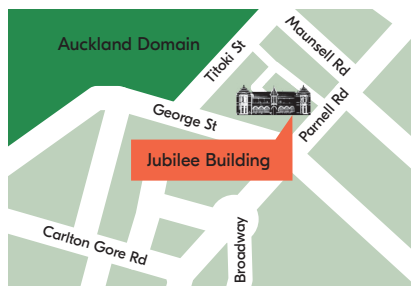 Auckland Domain
Titoki St
Maunsell Rd
George St
Parnell Rd
Jubilee Building
Carlton Gore Rd
Broadway